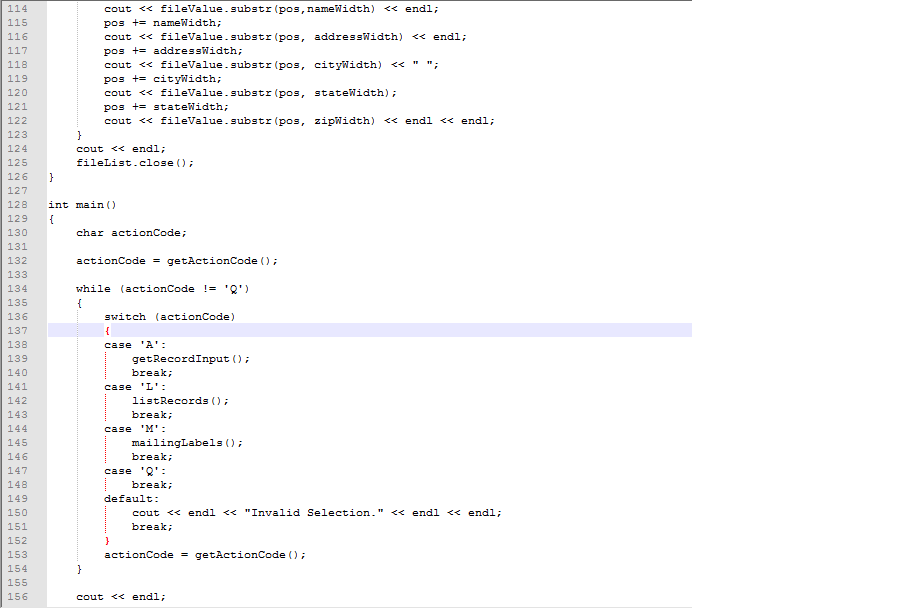 114         cout << fileValue.substr(pos,nameWidth) << endl;
115         pos += nameWidth;
116         cout << fileValue.substr(pos, addressWidth) << endl;
117         pos += addressWidth;
118         cout << fileValue.substr(pos, cityWidth) << " ";
119         pos += cityWidth;
120         cout << fileValue.substr(pos, stateWidth);
121         pos += stateWidth;
122         cout << fileValue.substr(pos, zipWidth) << endl << endl;
123     }
124     cout << endl;
125     fileList.close();
126 }
127
128 int main()
129 {
130     char actionCode;
131
132     actionCode = getActionCode();
133
134     while (actionCode != 'Q')
135     {
136         switch (actionCode)
137         {
138         case 'A':
139             getRecordInput();
140             break;
141         case 'L':
142             listRecords();
143             break;
144         case 'M':
145             mailingLabels();
146             break;
147         case 'Q':
148             break;
149         default:
150             cout << endl << "Invalid Selection." << endl << endl;
151             break;
152         }
153         actionCode = getActionCode();
154     }
155
156     cout << endl;